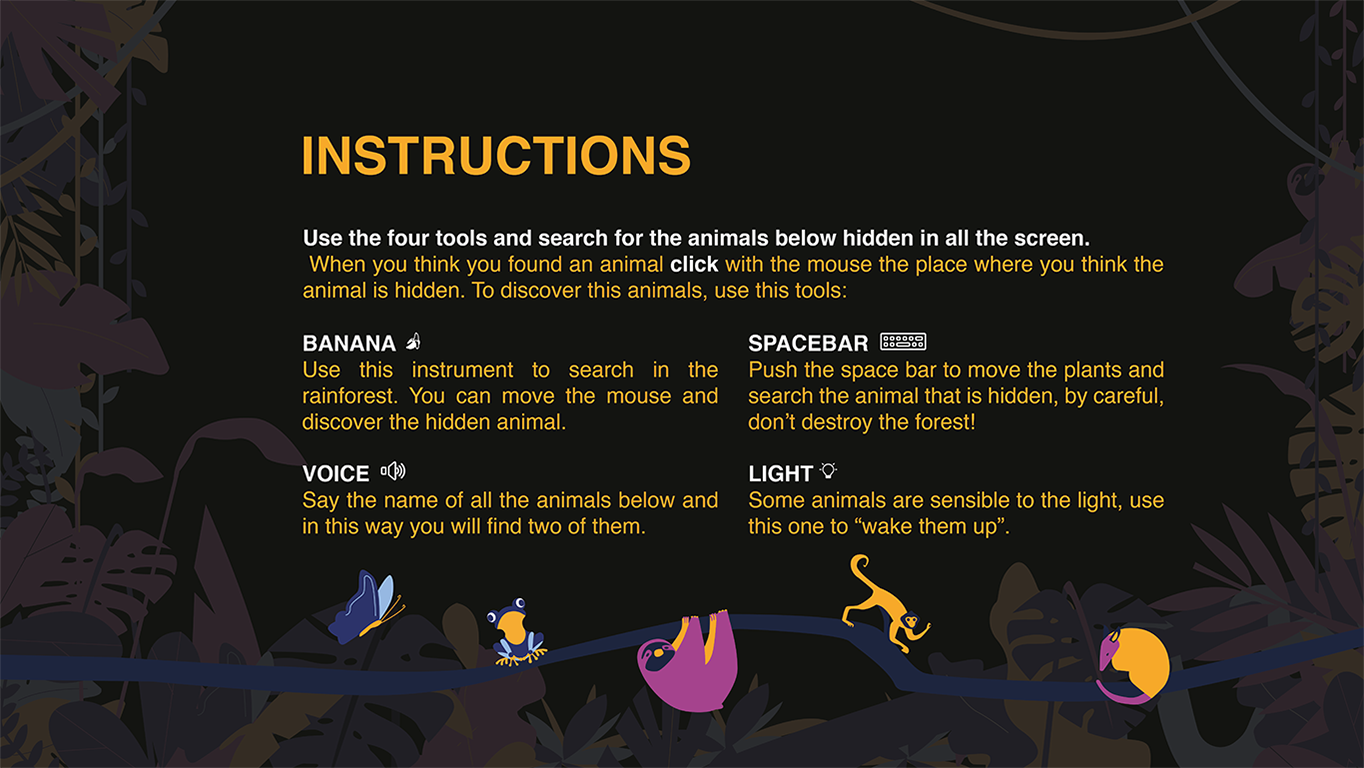 INSTRUCTIONS
Use the four tools and search for the animals below hidden in all the screen.
When you think you found an animal click with the mouse the place where you think the
animal is hidden. To discover this animals, use this tools:
BANANA
Use this instrument to search in the
rainforest. You can move the mouse and
discover the hidden animal.
SPACEBAR
Push the space bar to move the plants and
search the animal that is hidden, by careful,
don’t destroy the forest!
VOICE
Say the name of all the animals below and
in this way you will find two of them.
LIGHT
Some animals are sensible to the light, use
this one to “wake them up”.